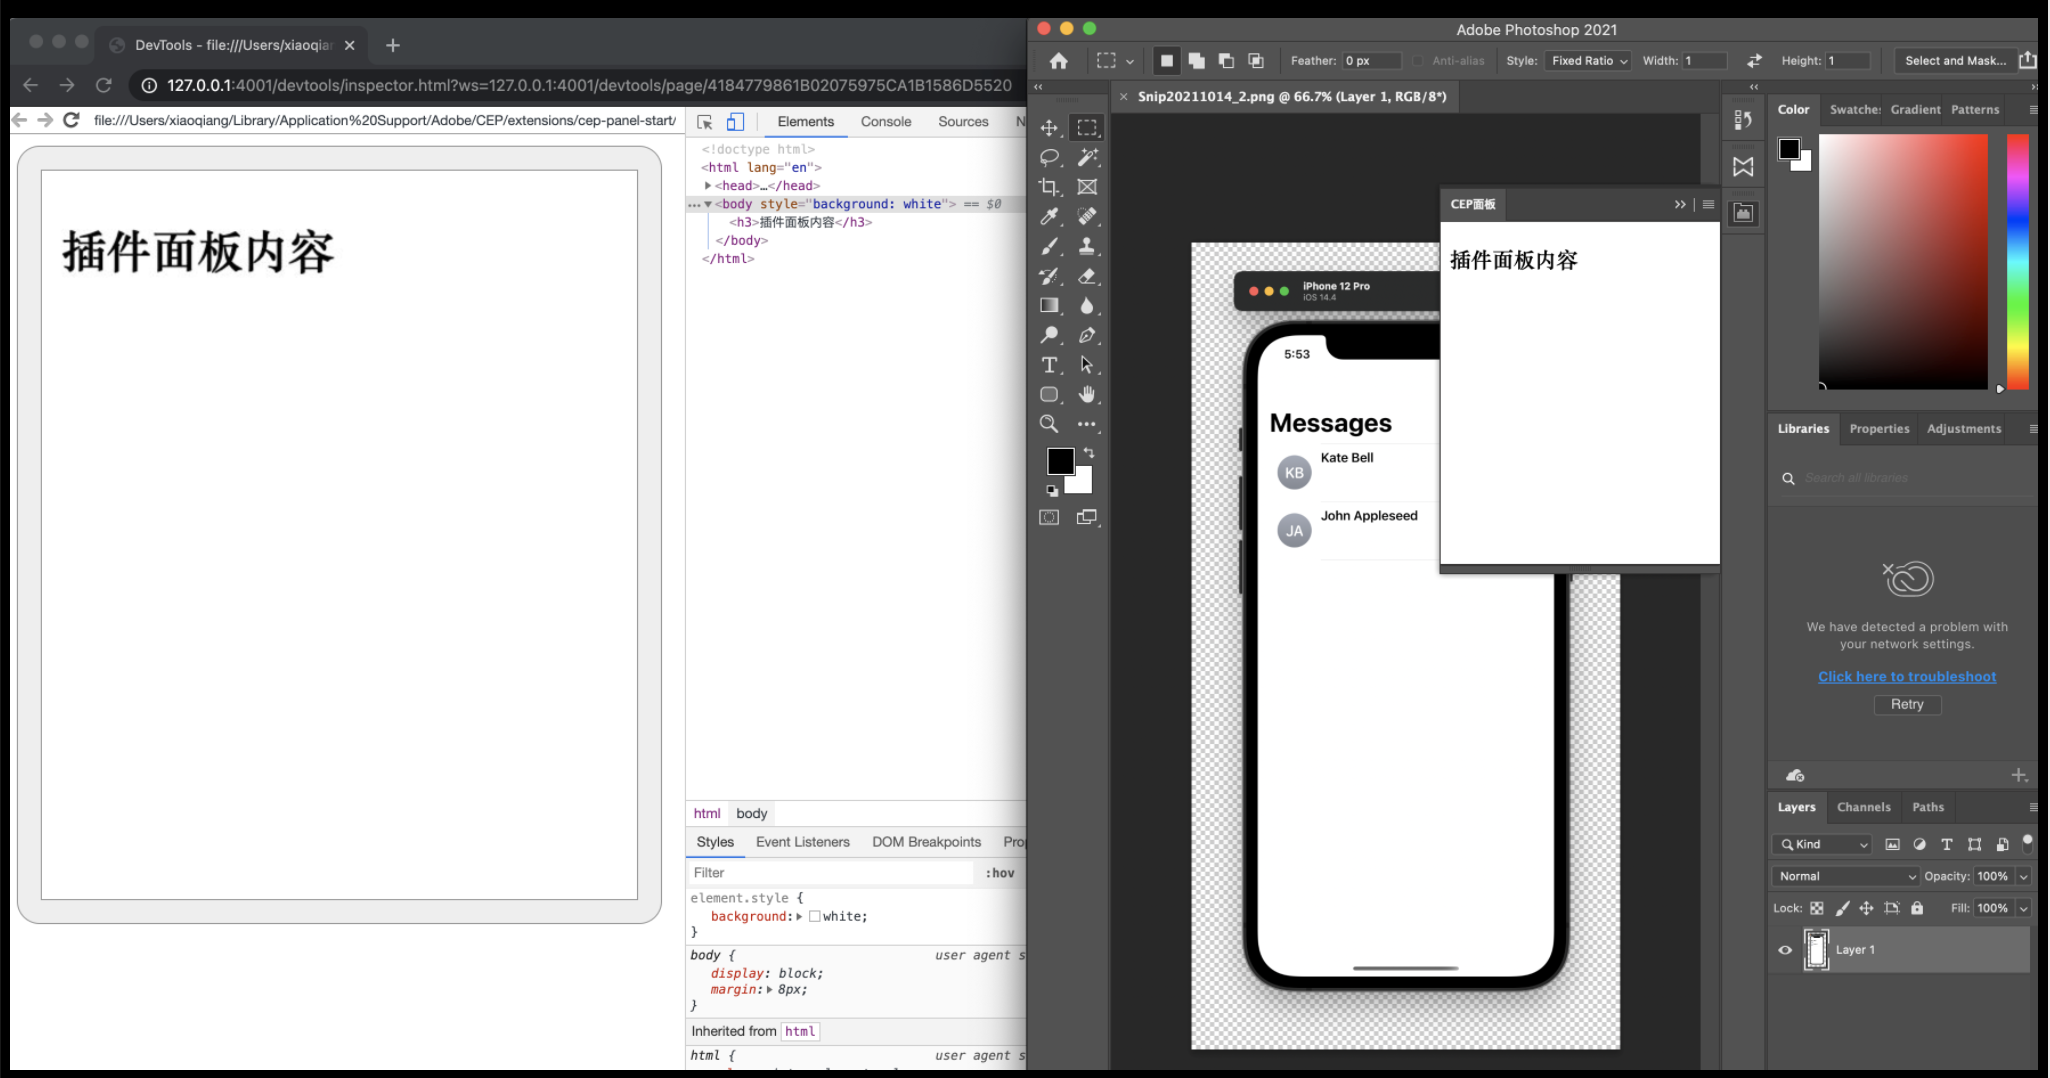 DevTools - file:///Users/xiaoqia
127.0.0.1:4001/devtools/inspector.html?ws=127.0.0.1:4001/devtools/page/4184779861B02075975CA1B1586D5520
file:///Users/xiaoqiang/Library/Application%20Support/Adobe/CEP/extensions/cep-panel-start/
插件面板内容
Elements Console Sources N
<!doctype html>
<html lang="en">
<head>…</head>
<body style="background: white"> == $0
<h3>插件面板内容</h3>
</body>
</html>
html body
Styles Event Listeners DOM Breakpoints Prop
Filter :hov
element.style {
background: white;
}
body { user agent s
display: block;
margin: 8px;
}
Inherited from html
html { user agent s
Adobe Photoshop 2021
Feather: 0 px Anti-alias Style: Fixed Ratio Width: 1 Height: 1 Select and Mask...
Snip20211014_2.png @ 66.7% (Layer 1, RGB/8*)
iPhone 12 Pro
iOS 14.4
5:53
Messages
KB Kate Bell
JA John Appleseed
CEP面板
插件面板内容
Color Swatche Gradient Patterns
Libraries Properties Adjustments
Search all libraries
We have detected a problem with
your network settings.
Click here to troubleshoot
Retry
Layers Channels Paths
Kind
Normal Opacity: 100%
Lock: Fill: 100%
Layer 1